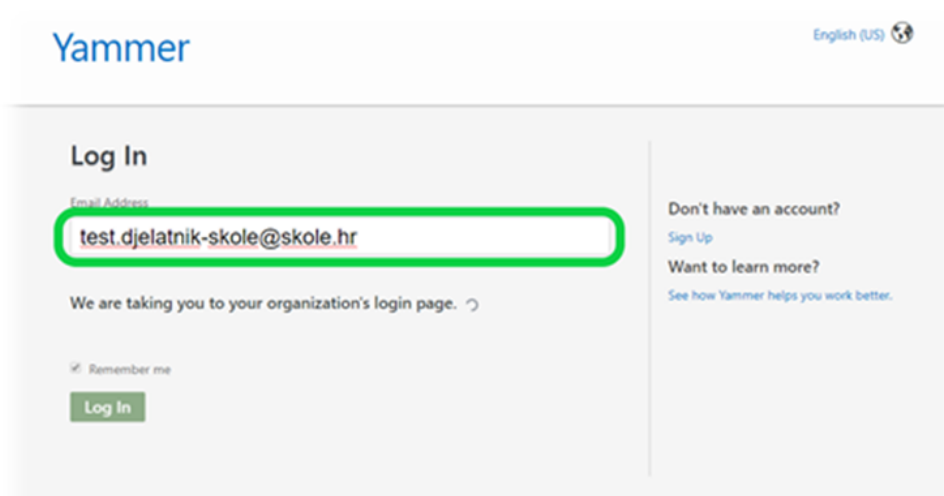 Yammer
English (US)
Log In
Email Address
test.djelatnik-skole@skole.hr
We are taking you to your organization's login page.
Remember me
Log In
Don't have an account?
Sign Up
Want to learn more?
See how Yammer helps you work better.